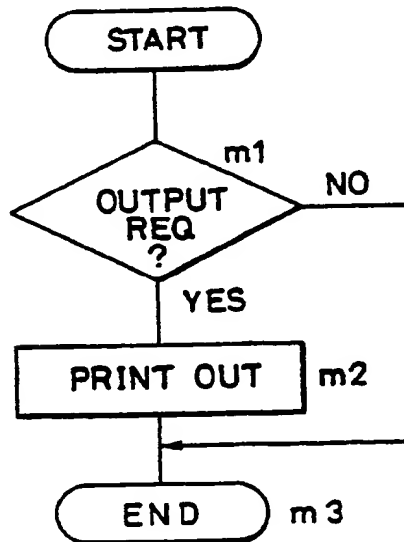 START
m1
NO
OUTPUT
REQ
?
YES
PRINT OUT
m2
END
m3